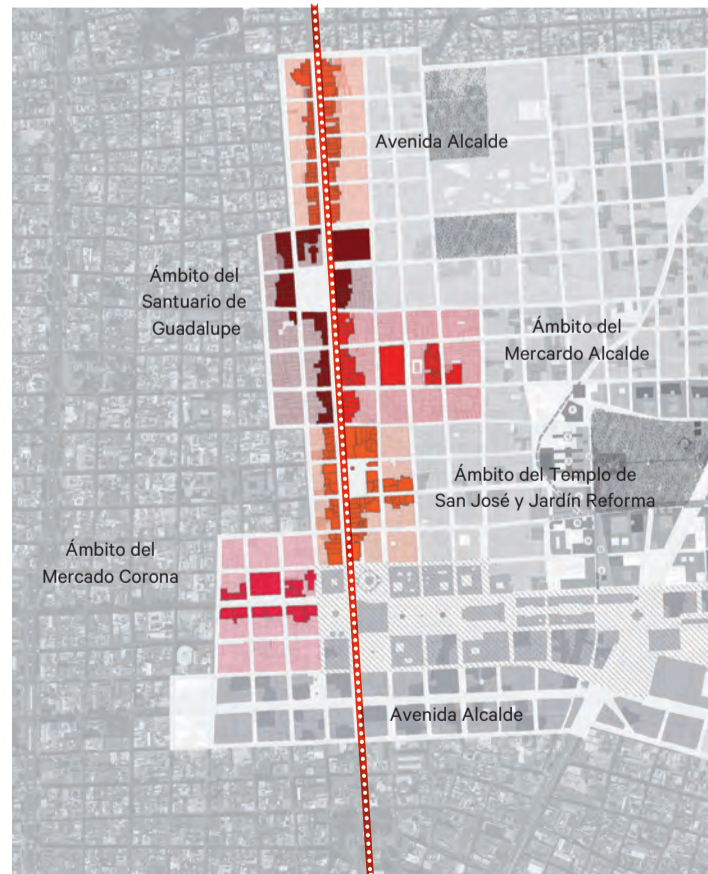 Avenida Alcalde
Ámbito del
Santuario de
Guadalupe
Ámbito del
Mercardo Alcalde
Ámbito del Templo de
San José y Jardín Reforma
Ámbito del
Mercado Corona
Avenida Alcalde